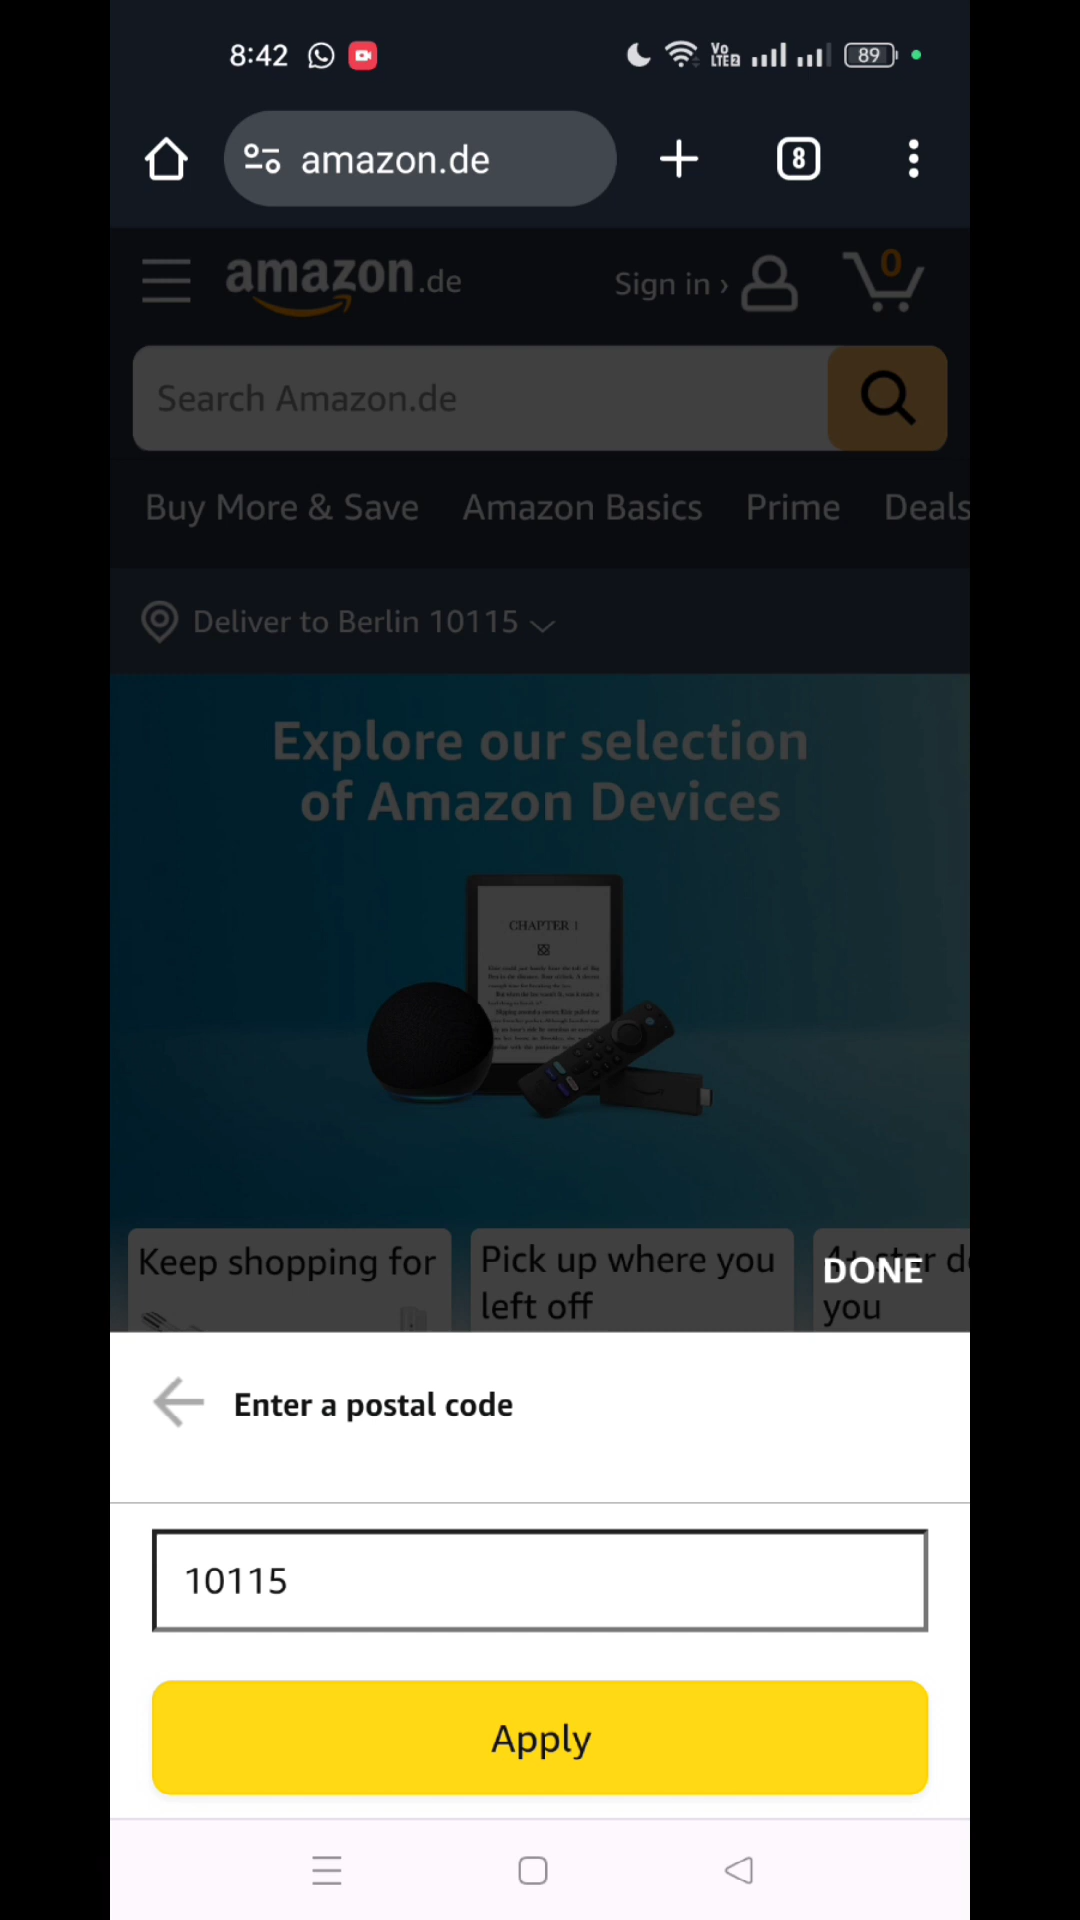 8:42
Vo
LTE2
89
amazon.de
8
amazon.de
Sign in ›
0
Search Amazon.de
Buy More & Save Amazon Basics Prime Deals
Deliver to Berlin 10115
Explore our selection
of Amazon Devices
CHAPTER 1
Keep shopping for
Pick up where you
left off
you
DONE
Enter a postal code
10115
Apply